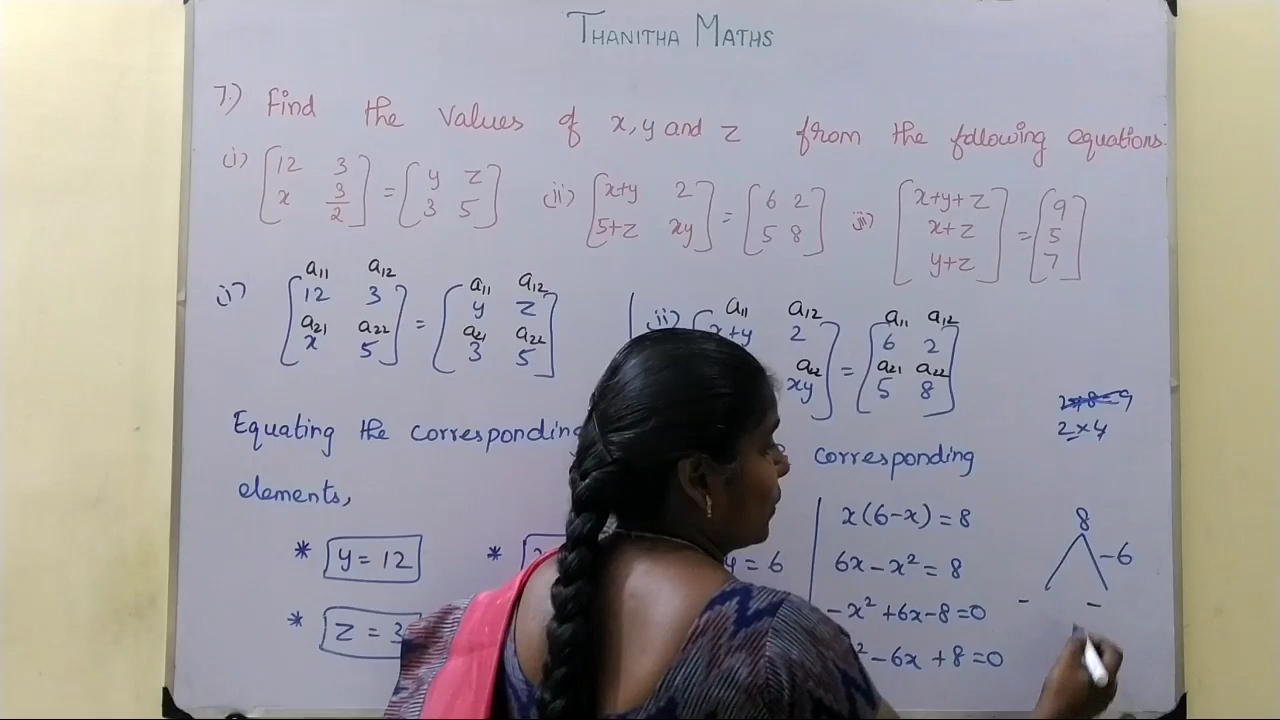 THANITHA MATHS
7.) Find the values of x, y and z from the following equations.
(i) [12 3 = [y z
x 3/2] 3 5]
(ii) [x+y 2 = [6 2
5+z xy] 5 8]
(iii) [x+y+z = [9
x+z 5
y+z] 7]
(i) a11 a12 a11 a12
[12 3 = [y z
a21 a22 a21 a22
x 5] 3 5]
Equating the corresponding
elements,
* y = 12 *
* z = 3
(ii) a11 a12 a11 a12
[x+y 2 = [6 2
a22 a21 a22
xy] 5 8]
corresponding
y = 6
x(6-x) = 8
6x - x² = 8
-x² + 6x - 8 = 0
² - 6x + 8 = 0
2 x 4
8
-6
- -